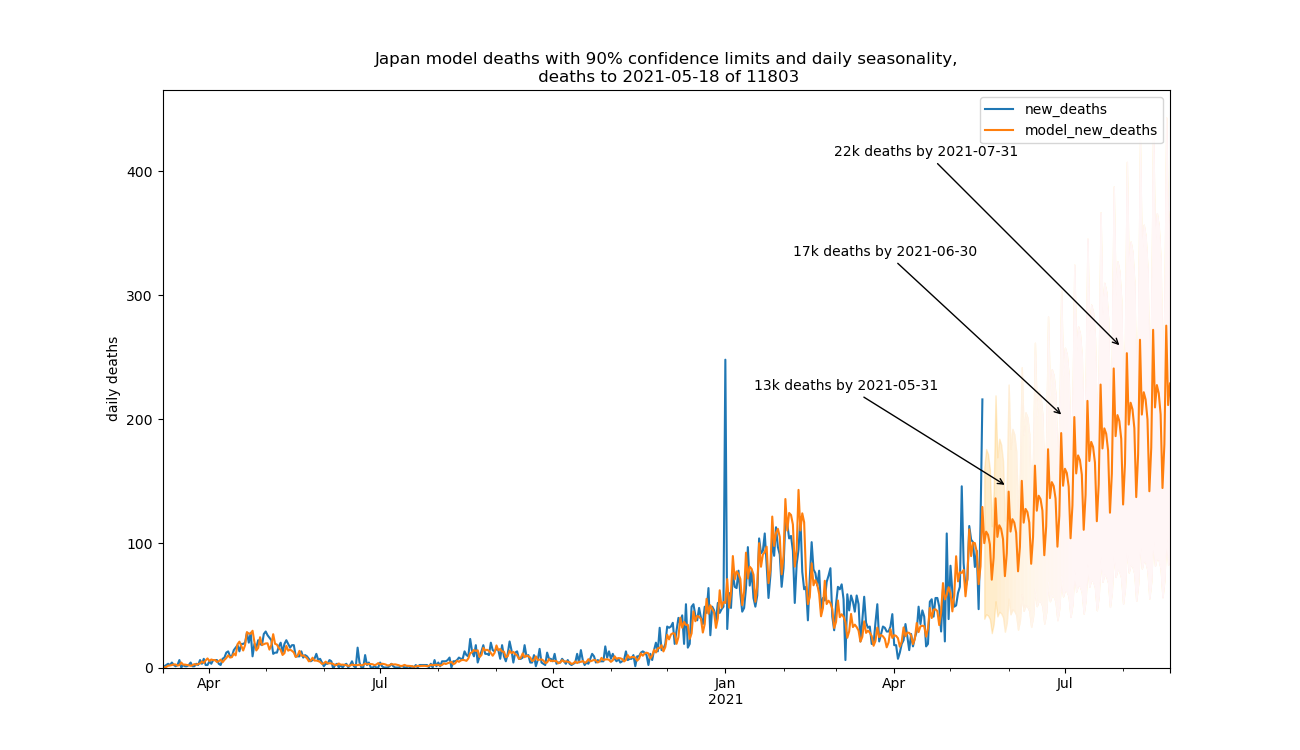 Japan model deaths with 90% confidence limits and daily seasonality,
deaths to 2021-05-18 of 11803
new_deaths
model_new_deaths
22k deaths by 2021-07-31
17k deaths by 2021-06-30
13k deaths by 2021-05-31
daily deaths
400
300
200
100
0
Apr
Jul
Oct
Jan
2021
Apr
Jul